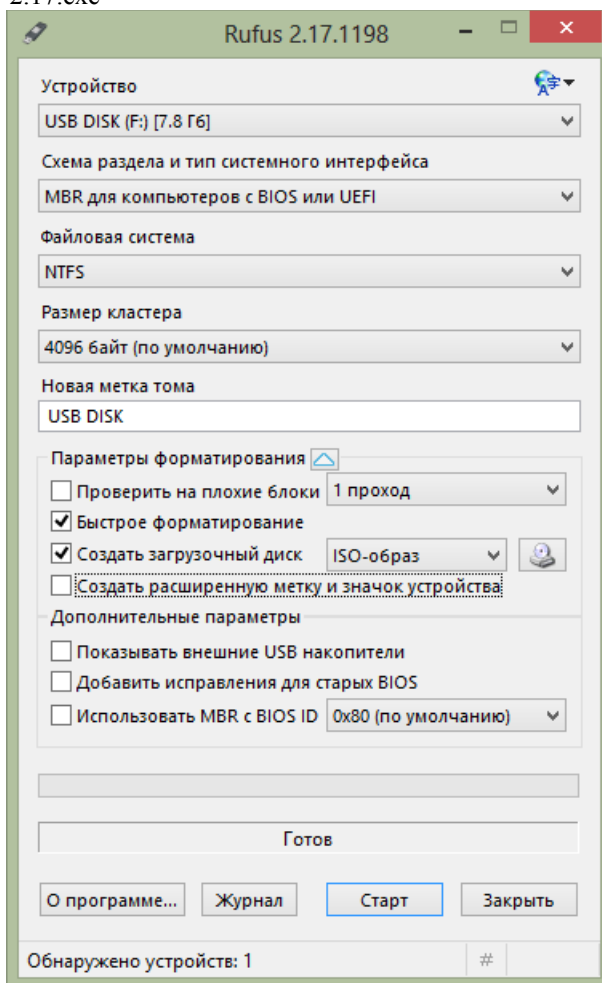 2.17.exe
Rufus 2.17.1198
Устройство
USB DISK (F:) [7.8 Гб]
Схема раздела и тип системного интерфейса
MBR для компьютеров с BIOS или UEFI
Файловая система
NTFS
Размер кластера
4096 байт (по умолчанию)
Новая метка тома
USB DISK
Параметры форматирования
Проверить на плохие блоки 1 проход
Быстрое форматирование
Создать загрузочный диск ISO-образ
Создать расширенную метку и значок устройства
Дополнительные параметры
Показывать внешние USB накопители
Добавить исправления для старых BIOS
Использовать MBR с BIOS ID 0x80 (по умолчанию)
Готов
О программе... Журнал Старт Закрыть
Обнаружено устройств: 1 #